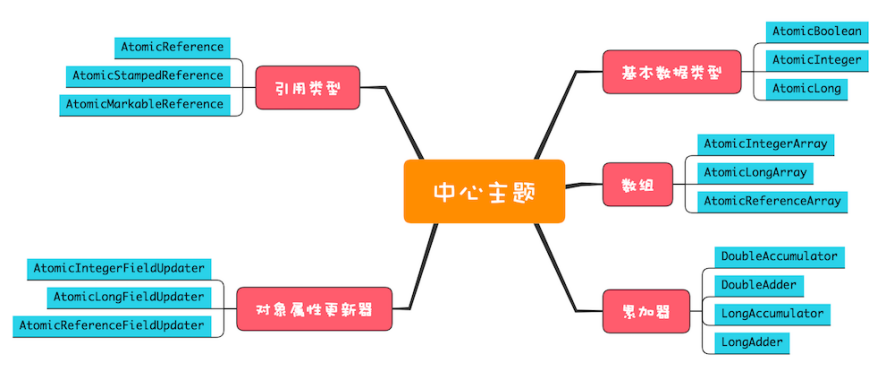 中心主题
引用类型
AtomicReference
AtomicStampedReference
AtomicMarkableReference
对象属性更新器
AtomicIntegerFieldUpdater
AtomicLongFieldUpdater
AtomicReferenceFieldUpdater
基本数据类型
AtomicBoolean
AtomicInteger
AtomicLong
数组
AtomicIntegerArray
AtomicLongArray
AtomicReferenceArray
累加器
DoubleAccumulator
DoubleAdder
LongAccumulator
LongAdder